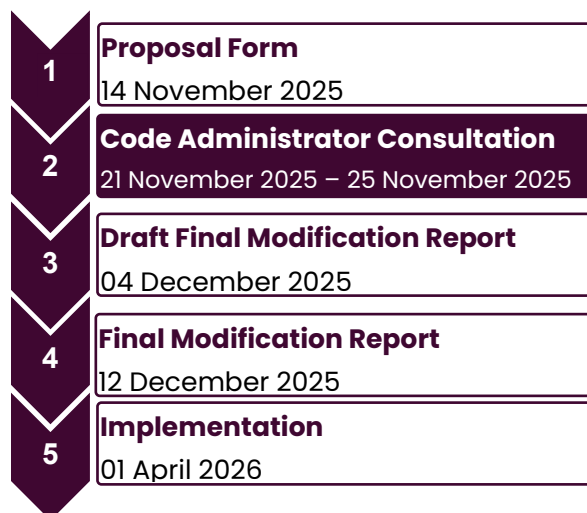 1
Proposal Form
14 November 2025
2
Code Administrator Consultation
21 November 2025 – 25 November 2025
3
Draft Final Modification Report
04 December 2025
4
Final Modification Report
12 December 2025
5
Implementation
01 April 2026